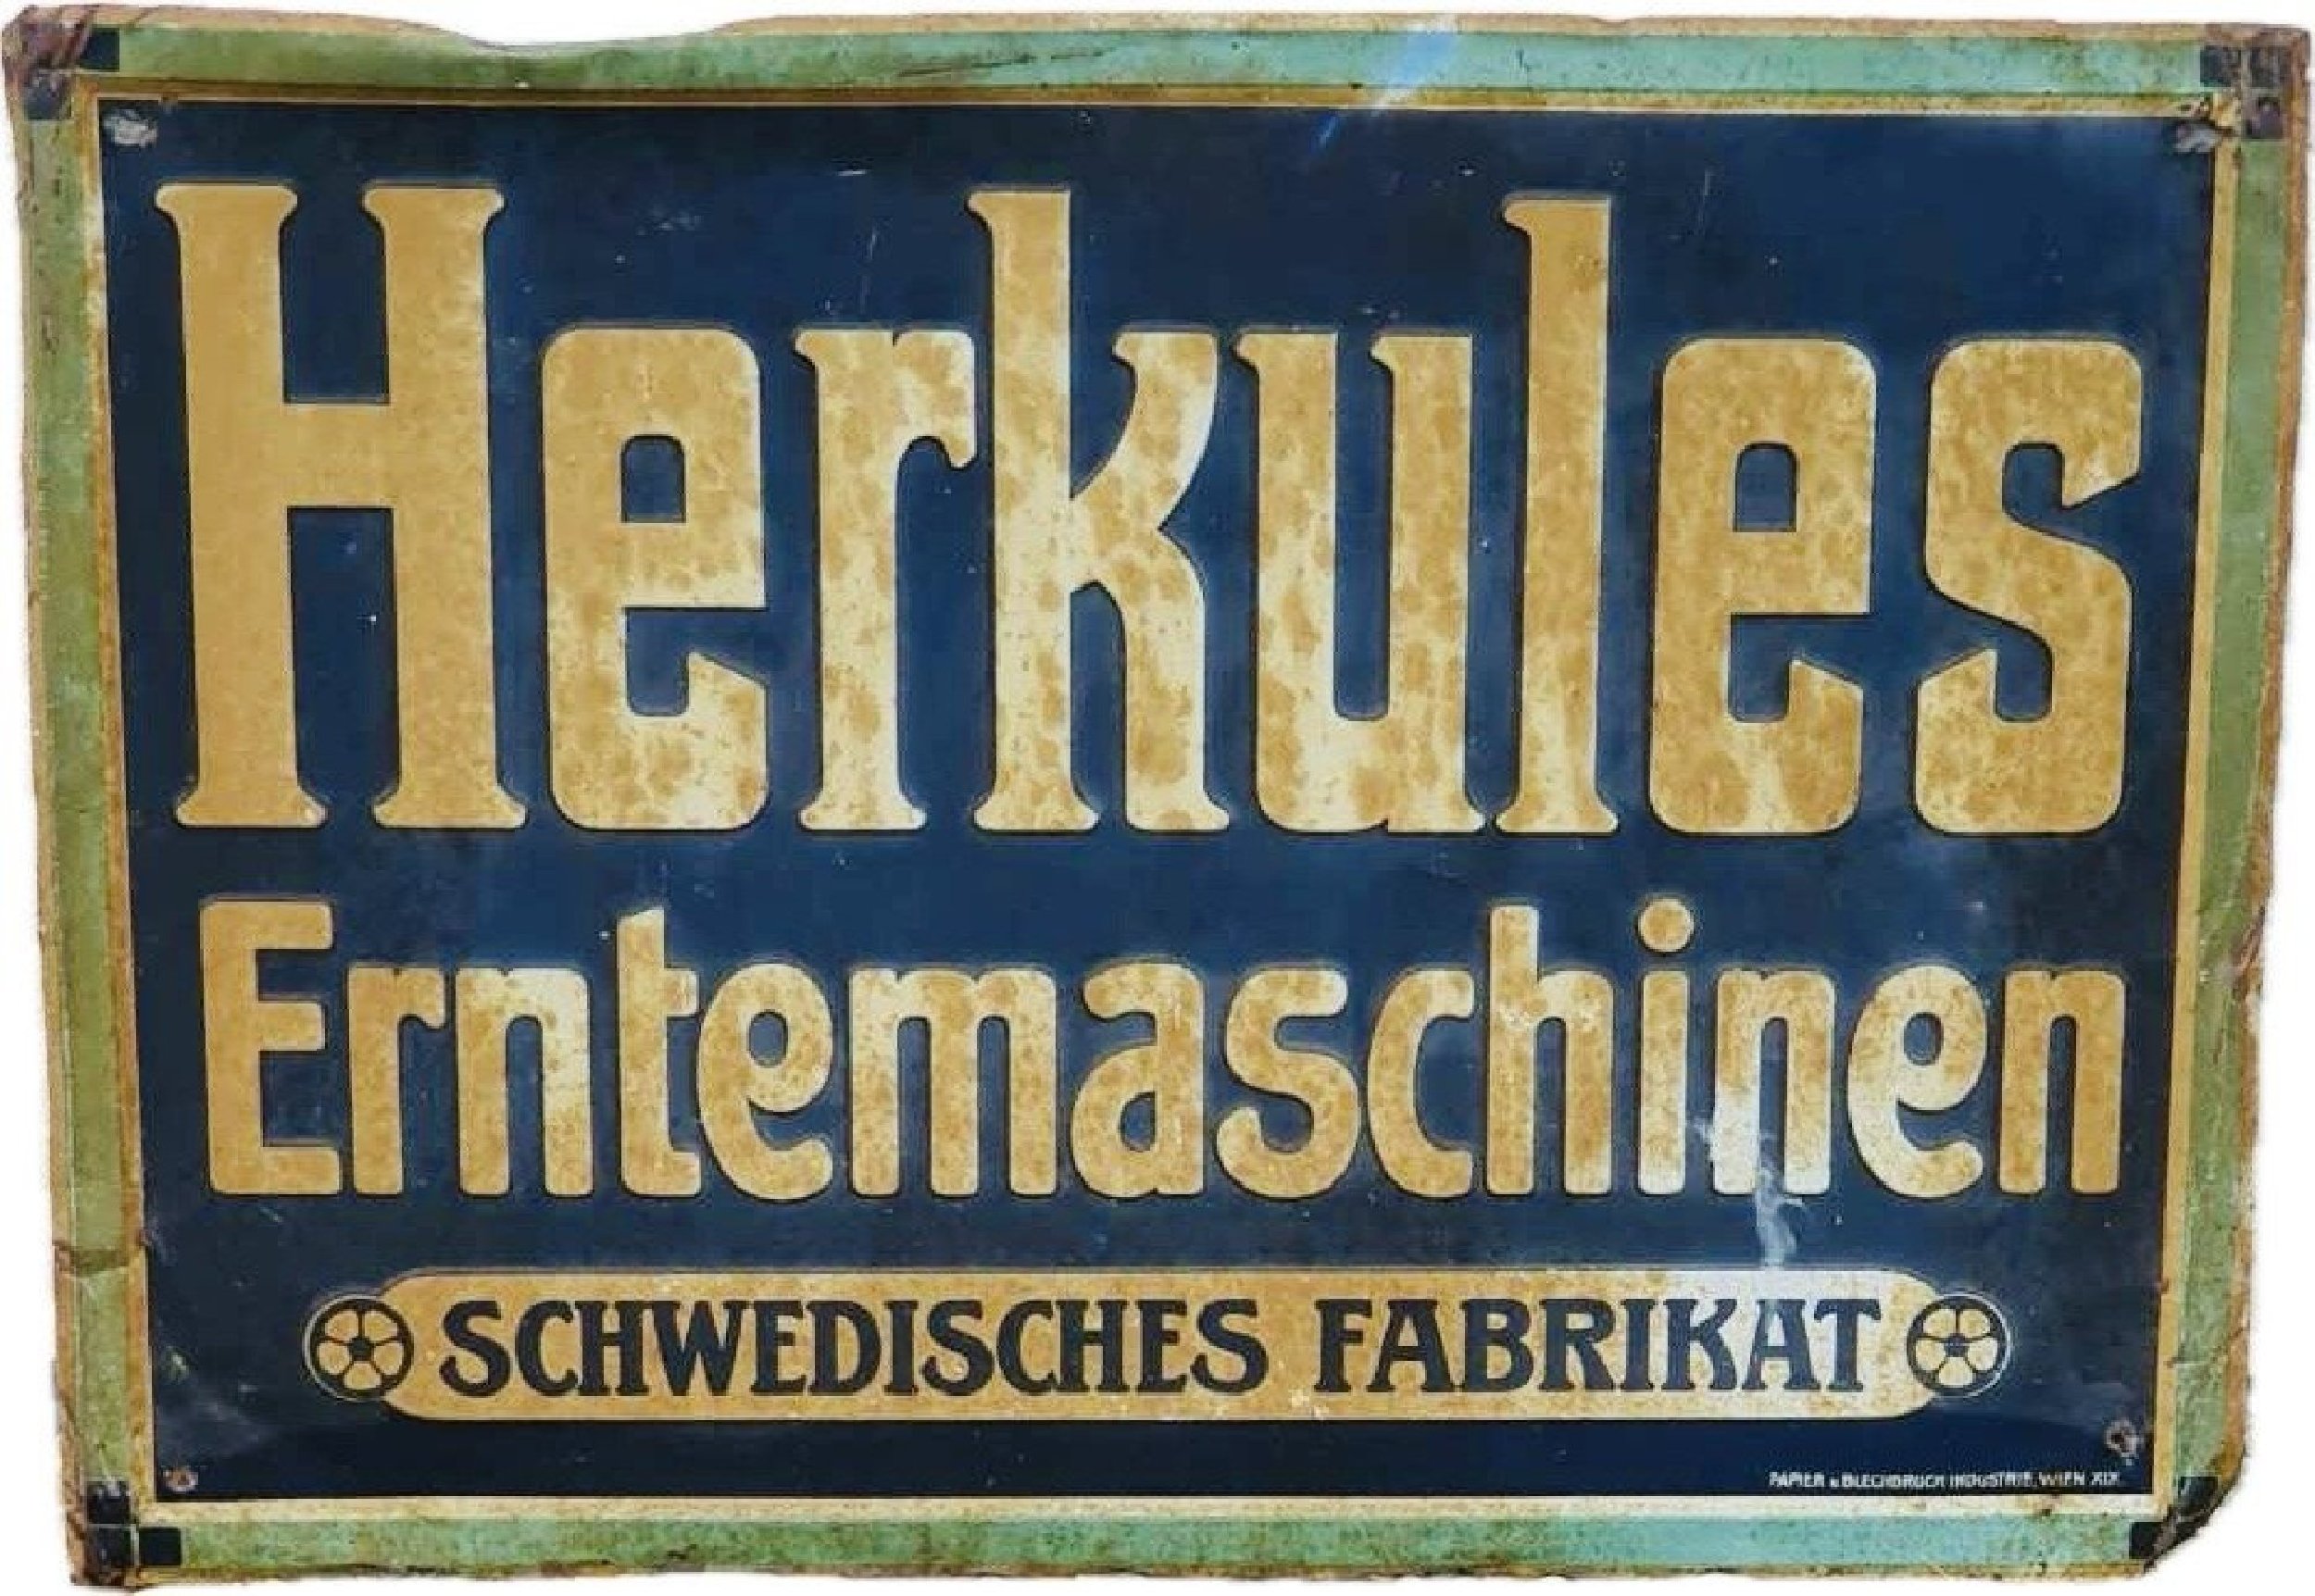 Herkules
Erntemaschinen
SCHWEDISCHES FABRIKAT
PAPIER u. BLECHDRUCK INDUSTRIE, WIEN XIX.